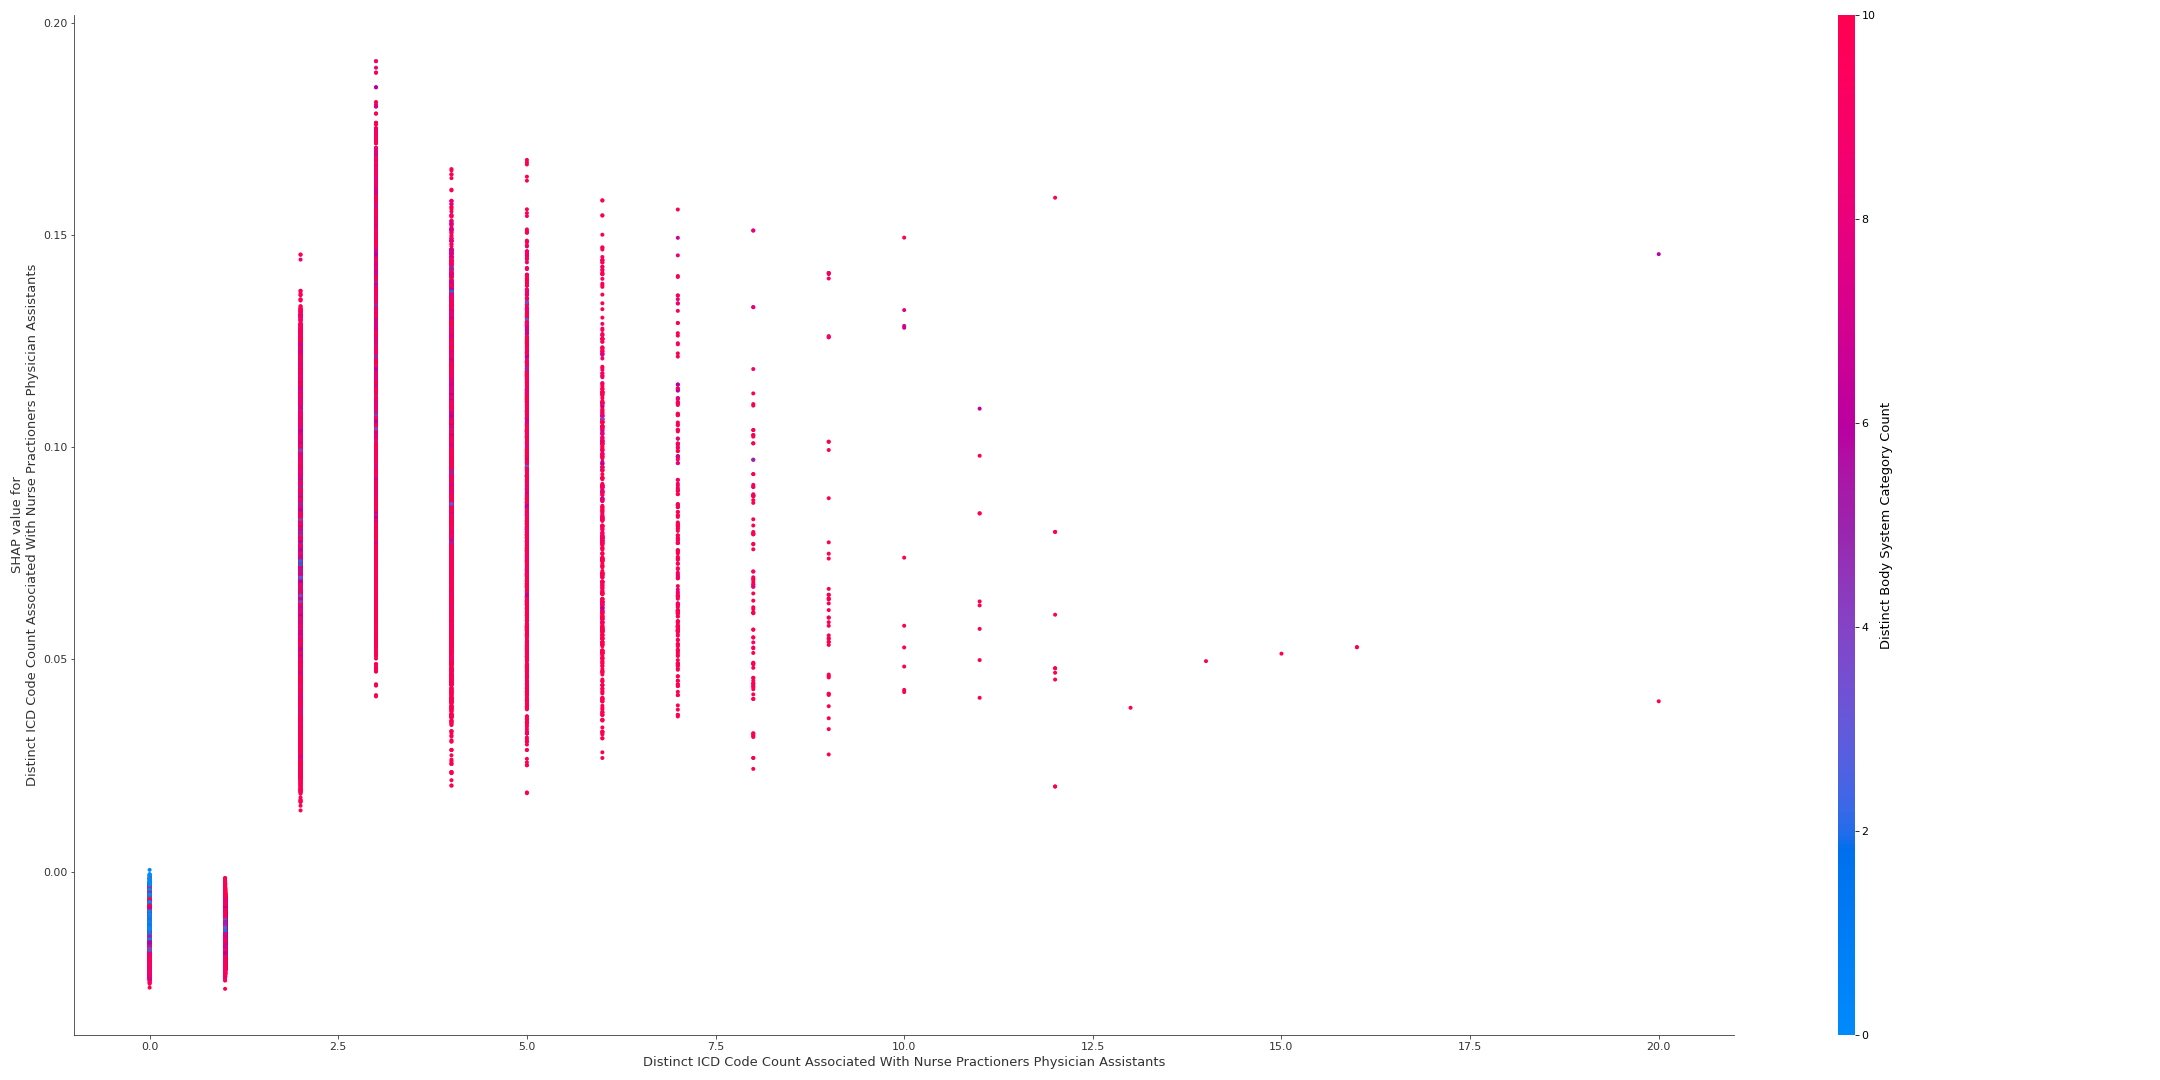 0.20
0.15
0.10
0.05
0.00
SHAP value for
Distinct ICD Code Count Associated With Nurse Practioners Physician Assistants
0.0 2.5 5.0 7.5 10.0 12.5 15.0 17.5 20.0
Distinct ICD Code Count Associated With Nurse Practioners Physician Assistants
10
8
6
4
2
0
Distinct Body System Category Count